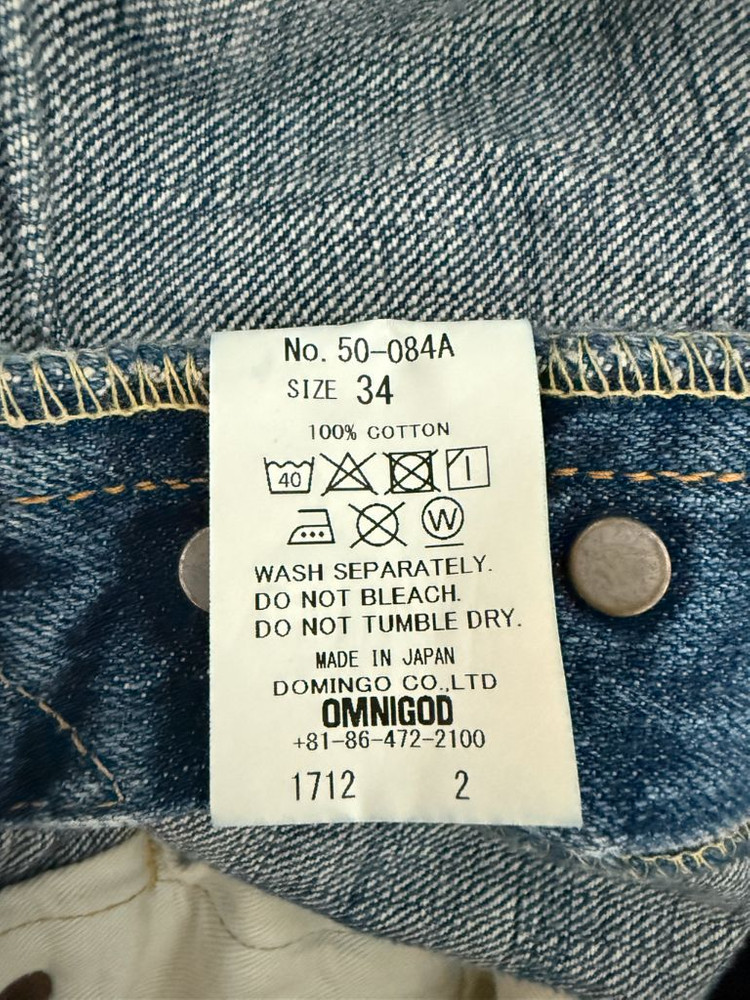 No. 50-084A
SIZE 34
100% COTTON
40
W
WASH SEPARATELY.
DO NOT BLEACH.
DO NOT TUMBLE DRY.
MADE IN JAPAN
DOMINGO CO.,LTD
OMNIGOD
+81-86-472-2100
1712 2